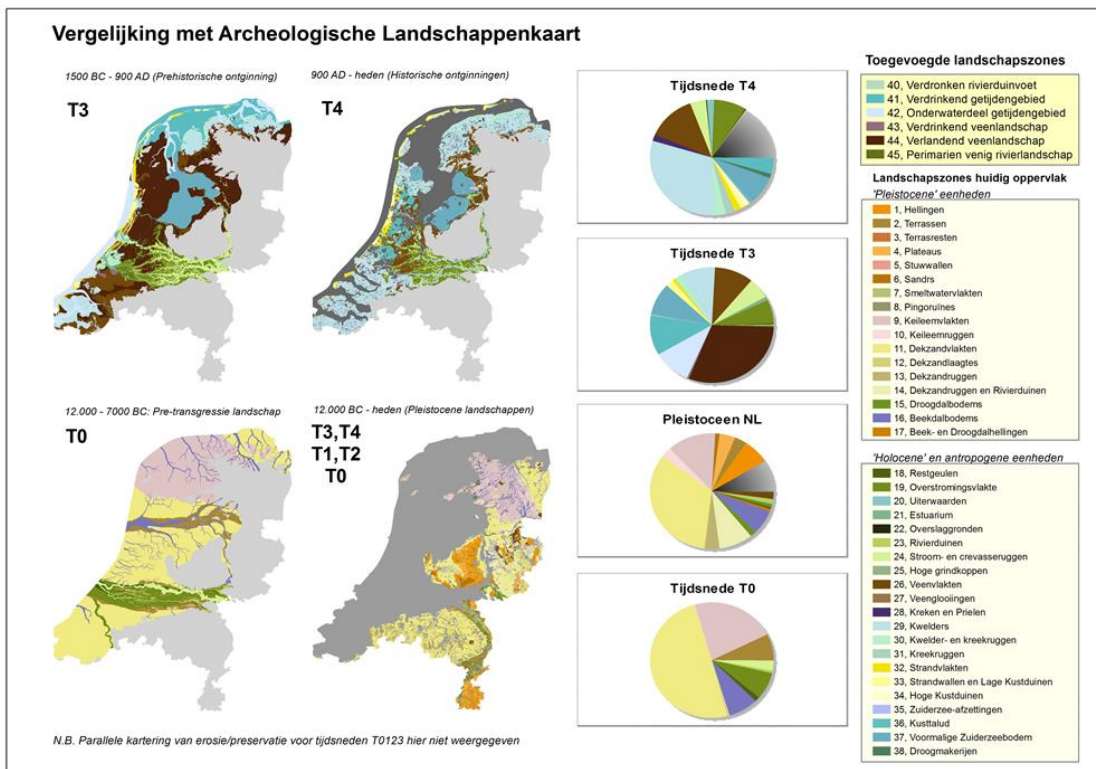 Vergelijking met Archeologische Landschappenkaart
1500 BC - 900 AD (Prehistorische ontginning)
T3
900 AD - heden (Historische ontginningen)
T4
12.000 - 7000 BC: Pre-transgressie landschap
T0
12.000 BC - heden (Pleistocene landschappen)
T3,T4
T1,T2
T0
N.B. Parallele kartering van erosie/preservatie voor tijdsneden T0123 hier niet weergegeven
Tijdsnede T4
Tijdsnede T3
Pleistoceen NL
Tijdsnede T0
Toegevoegde landschapszones
40, Verdronken rivierduinvoet
41, Verdrinkend getijdengebied
42, Onderwaterdeel getijdengebied
43, Verdrinkend veenlandschap
44, Verlandend veenlandschap
45, Perimarien venig rivierlandschap
Landschapszones huidig oppervlak
'Pleistocene' eenheden
1, Hellingen
2, Terrassen
3, Terrasresten
4, Plateaus
5, Stuwwallen
6, Sandrs
7, Smeltwatervlakten
8, Pingoruïnes
9, Keileemvlakten
10, Keileemruggen
11, Dekzandvlakten
12, Dekzandlaagtes
13, Dekzandruggen
14, Dekzandruggen en Rivierduinen
15, Droogdalbodems
16, Beekdalbodems
17, Beek- en Droogdalhellingen
'Holocene' en antropogene eenheden
18, Restgeulen
19, Overstromingsvlakte
20, Uiterwaarden
21, Estuarium
22, Overslaggronden
23, Rivierduinen
24, Stroom- en crevasseruggen
25, Hoge grindkoppen
26, Veenvlakten
27, Veenglooiingen
28, Kreken en Prielen
29, Kwelders
30, Kwelder- en kreekruggen
31, Kreekruggen
32, Strandvlakten
33, Strandwallen en Lage Kustduinen
34, Hoge Kustduinen
35, Zuiderzee-afzettingen
36, Kusttalud
37, Voormalige Zuiderzeebodem
38, Droogmakerijen